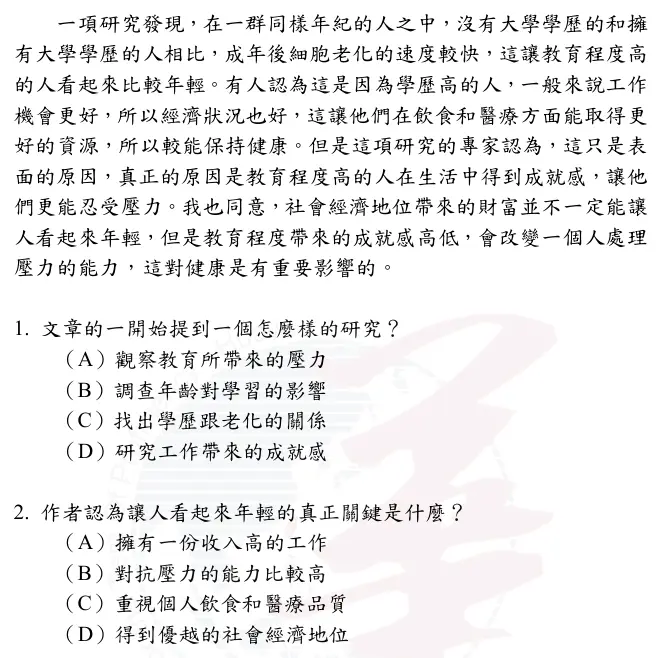 一項研究發現，在一群同樣年紀的人之中，沒有大學學歷的和擁
有大學學歷的人相比，成年後細胞老化的速度較快，這讓教育程度高
的人看起來比較年輕。有人認為這是因為學歷高的人，一般來說工作
機會更好，所以經濟狀況也好，這讓他們在飲食和醫療方面能取得更
好的資源，所以較能保持健康。但是這項研究的專家認為，這只是表
面的原因，真正的原因是教育程度高的人在生活中得到成就感，讓他
們更能忍受壓力。我也同意，社會經濟地位帶來的財富並不一定能讓
人看起來年輕，但是教育程度帶來的成就感高低，會改變一個人處理
壓力的能力，這對健康是有重要影響的。
1. 文章的一開始提到一個怎麼樣的研究？
（A）觀察教育所帶來的壓力
（B）調查年齡對學習的影響
（C）找出學歷跟老化的關係
（D）研究工作帶來的成就感
2. 作者認為讓人看起來年輕的真正關鍵是什麼？
（A）擁有一份收入高的工作
（B）對抗壓力的能力比較高
（C）重視個人飲食和醫療品質
（D）得到優越的社會經濟地位